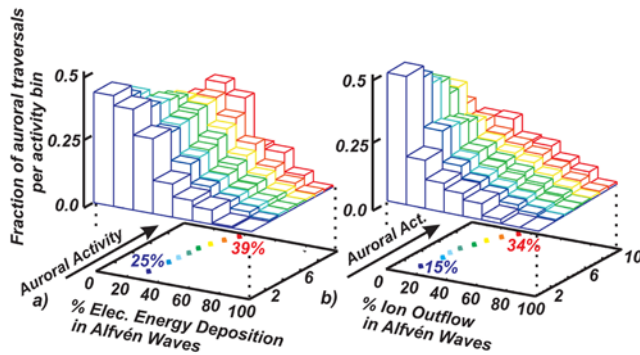 Fraction of auroral traversals
per activity bin
0.5
0.25
0.0
Auroral Activity
25%
39%
0 20 40 60 80 100
2
6
a)
% Elec. Energy Deposition
in Alfvén Waves
0.5
0.25
0.0
Auroral Act.
15%
34%
0 20 40 60 80 100
2
6
10
b)
% Ion Outflow
in Alfvén Waves